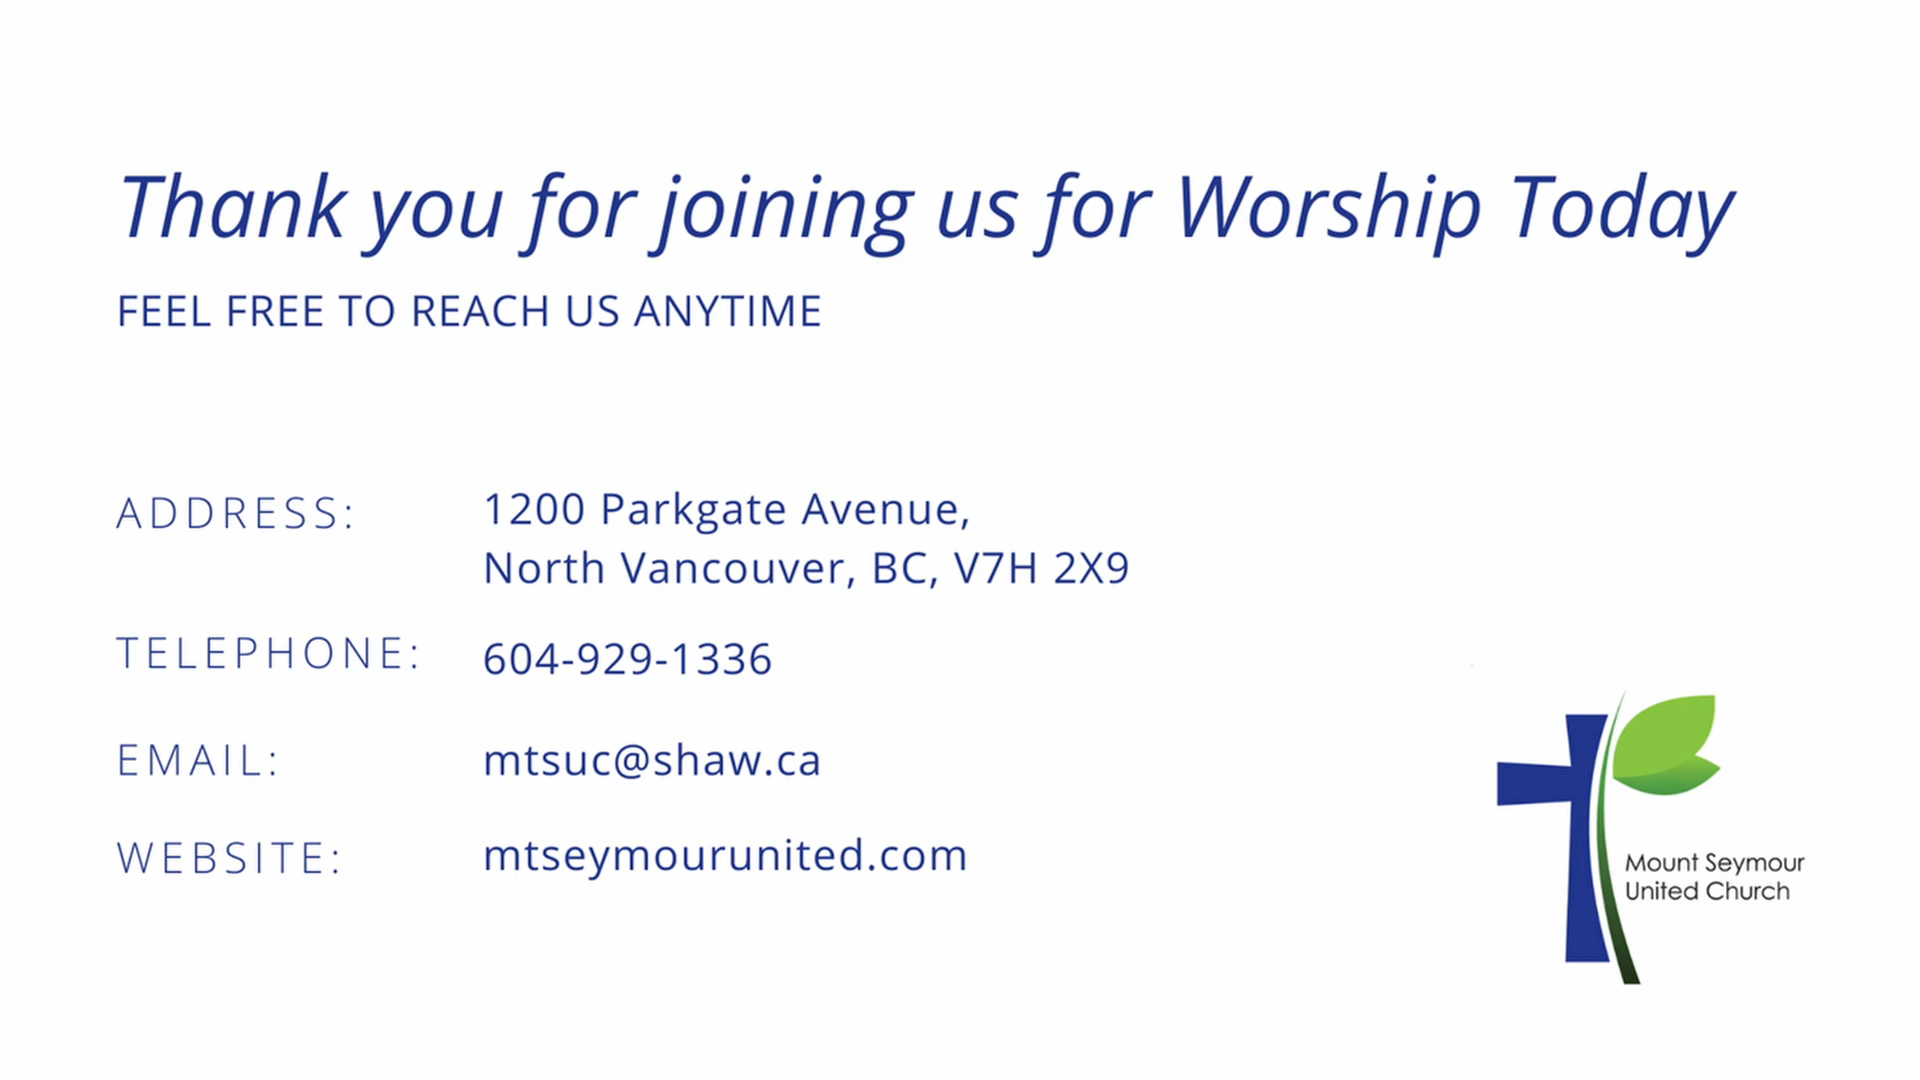 Thank you for joining us for Worship Today
FEEL FREE TO REACH US ANYTIME
ADDRESS: 1200 Parkgate Avenue,
North Vancouver, BC, V7H 2X9
TELEPHONE: 604-929-1336
EMAIL: mtsuc@shaw.ca
WEBSITE: mtseymourunited.com
Mount Seymour
United Church